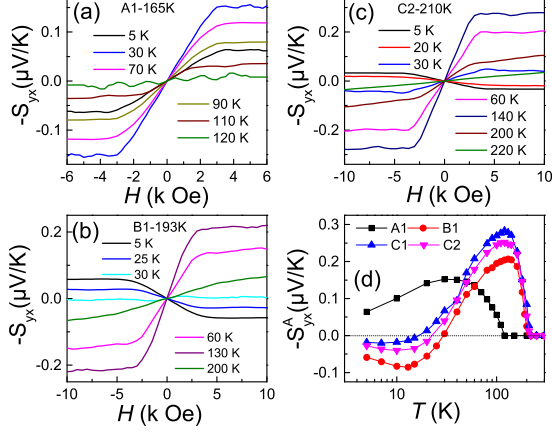 (a) A1-165K
5 K
30 K
70 K
90 K
110 K
120 K
0.1
0.0
-0.1
-S_yx(μV/K)
-6 -4 -2 0 2 4 6
H (k Oe)
(c) C2-210K
5 K
20 K
30 K
60 K
140 K
200 K
220 K
0.2
0.0
-0.2
-S_yx(μV/K)
-10 -5 0 5 10
H (k Oe)
(b) B1-193K
5 K
25 K
30 K
60 K
130 K
200 K
0.2
0.0
-0.2
-S_yx(μV/K)
-10 -5 0 5 10
H (k Oe)
A1 B1
C1 C2
(d)
0.3
0.2
0.1
0.0
-0.1
-S^A_yx(μV/K)
10 100
T (K)